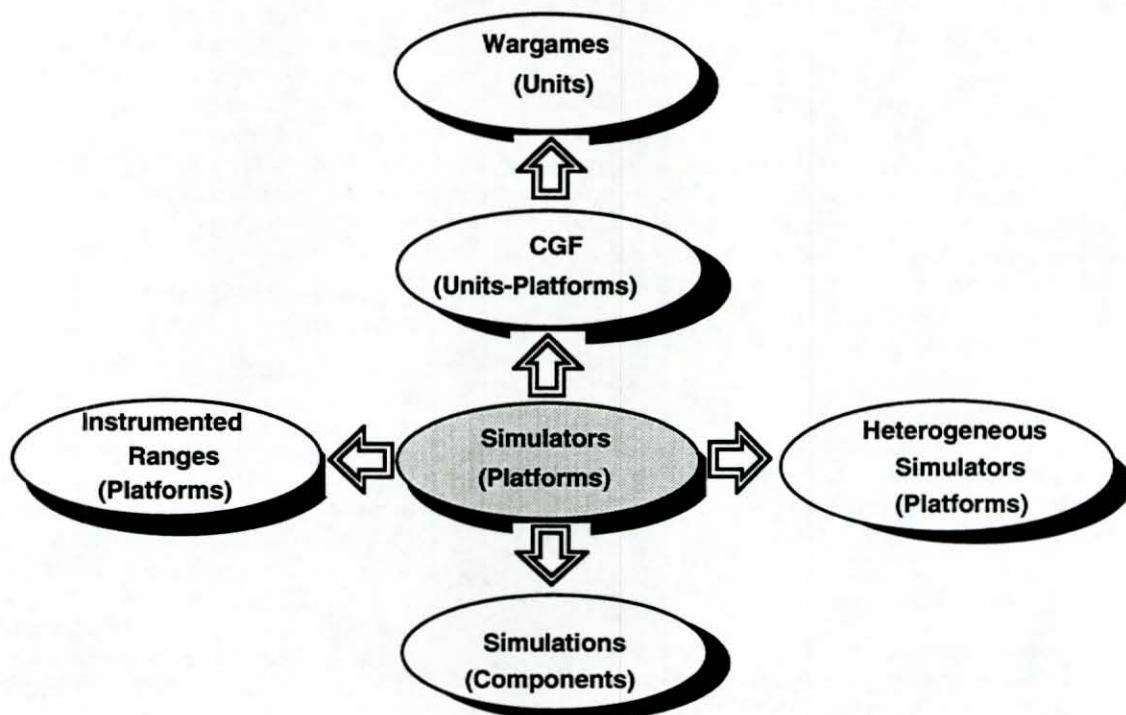 Wargames
(Units)
CGF
(Units-Platforms)
Instrumented
Ranges
(Platforms)
Simulators
(Platforms)
Heterogeneous
Simulators
(Platforms)
Simulations
(Components)